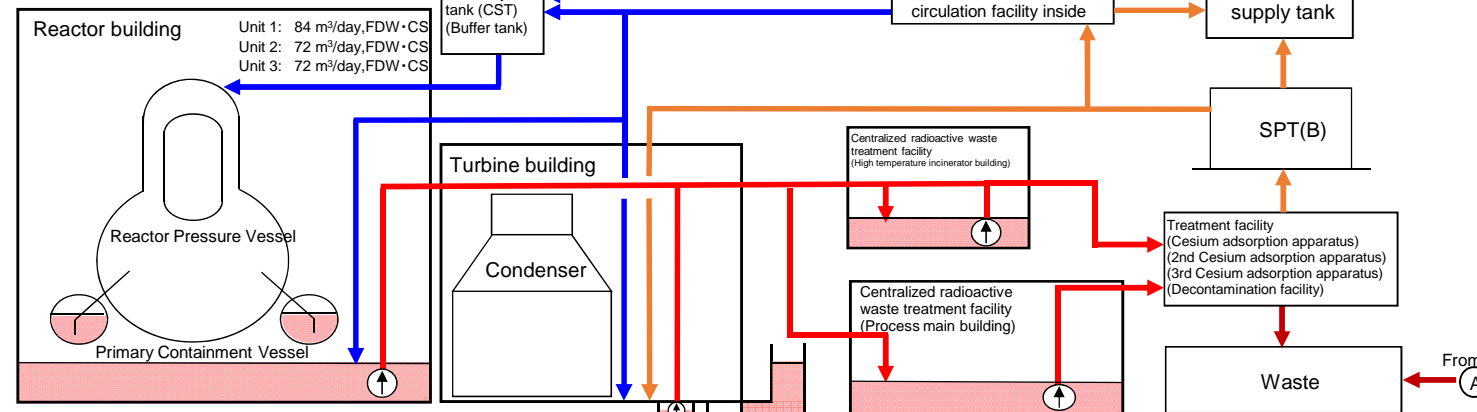 tank (CST)
(Buffer tank)
circulation facility inside
supply tank
Reactor building
Unit 1: 84 m³/day,FDW・CS
Unit 2: 72 m³/day,FDW・CS
Unit 3: 72 m³/day,FDW・CS
SPT(B)
Centralized radioactive waste
treatment facility
(High temperature incinerator building)
Turbine building
Reactor Pressure Vessel
Condenser
Treatment facility
(Cesium adsorption apparatus)
(2nd Cesium adsorption apparatus)
(3rd Cesium adsorption apparatus)
(Decontamination facility)
Centralized radioactive
waste treatment facility
(Process main building)
Primary Containment Vessel
Waste
From
A